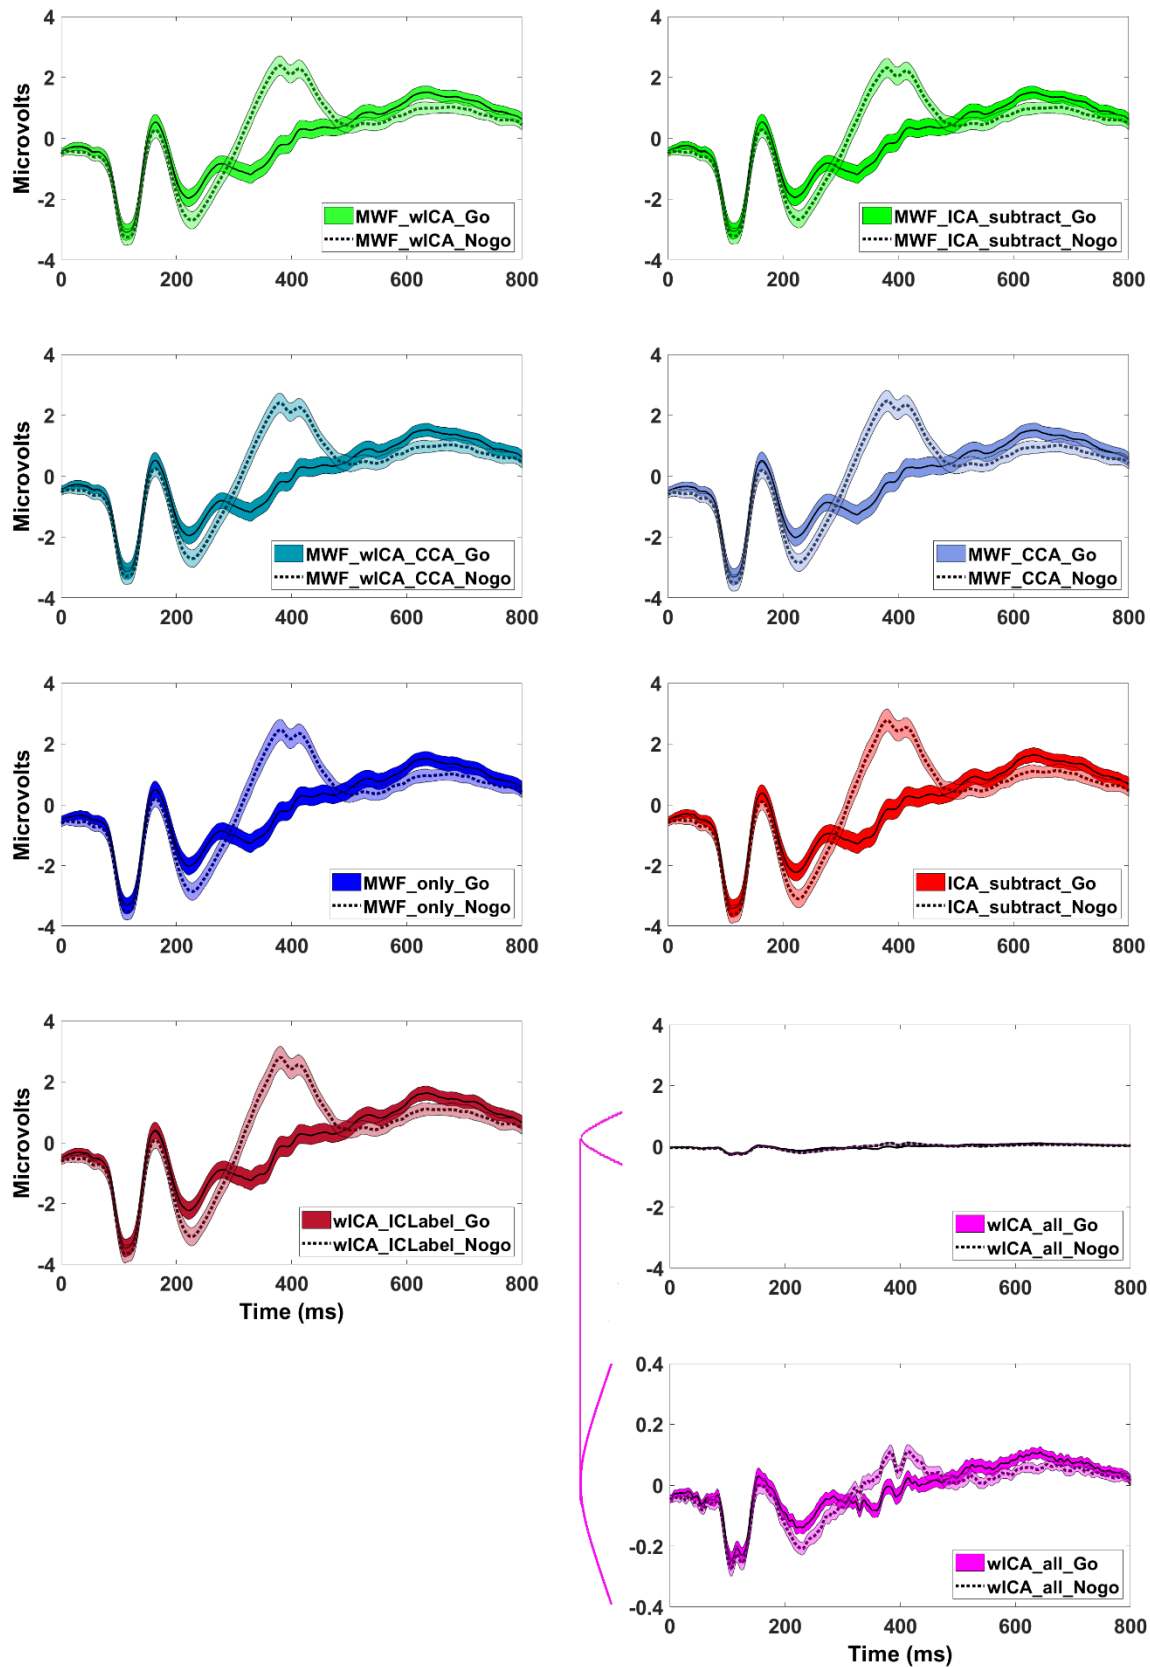 4
2
0
-2
-4
Microvolts
0 200 400 600 800
MWF_wICA_Go
MWF_wICA_Nogo
4
2
0
-2
-4
0 200 400 600 800
MWF_ICA_subtract_Go
MWF_ICA_subtract_Nogo
4
2
0
-2
-4
Microvolts
0 200 400 600 800
MWF_wICA_CCA_Go
MWF_wICA_CCA_Nogo
4
2
0
-2
-4
0 200 400 600 800
MWF_CCA_Go
MWF_CCA_Nogo
4
2
0
-2
-4
Microvolts
0 200 400 600 800
MWF_only_Go
MWF_only_Nogo
4
2
0
-2
-4
0 200 400 600 800
ICA_subtract_Go
ICA_subtract_Nogo
4
2
0
-2
-4
Microvolts
0 200 400 600 800
Time (ms)
wICA_ICLabel_Go
wICA_ICLabel_Nogo
4
2
0
-2
-4
0 200 400 600 800
wICA_all_Go
wICA_all_Nogo
0.4
0.2
0
-0.2
-0.4
0 200 400 600 800
Time (ms)
wICA_all_Go
wICA_all_Nogo